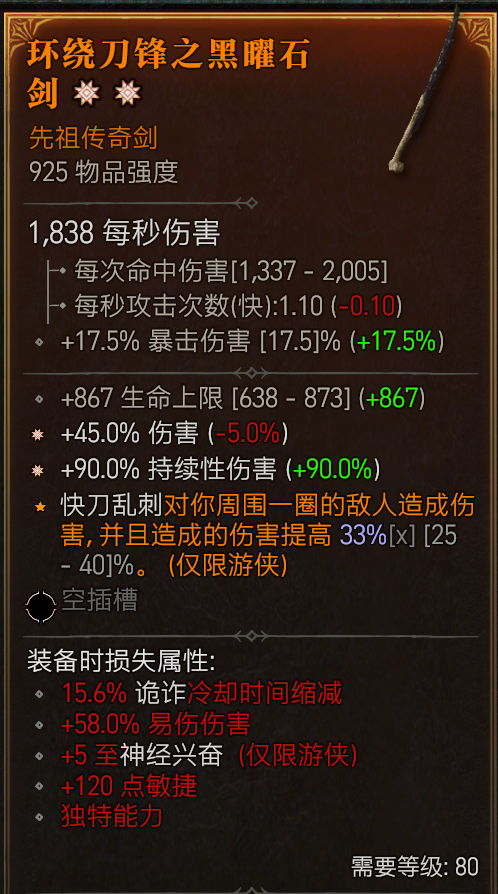 环绕刀锋之黑曜石
剑
先祖传奇剑
925 物品强度
1,838 每秒伤害
每次命中伤害[1,337 - 2,005]
每秒攻击次数(快):1.10 (-0.10)
+17.5% 暴击伤害 [17.5]% (+17.5%)
+867 生命上限 [638 - 873] (+867)
+45.0% 伤害 (-5.0%)
+90.0% 持续性伤害 (+90.0%)
快刀乱刺对你周围一圈的敌人造成伤
害, 并且造成的伤害提高 33%[x] [25
- 40]%。 (仅限游侠)
空插槽
装备时损失属性:
15.6% 诡诈冷却时间缩减
+58.0% 易伤伤害
+5 至神经兴奋 (仅限游侠)
+120 点敏捷
独特能力
需要等级: 80